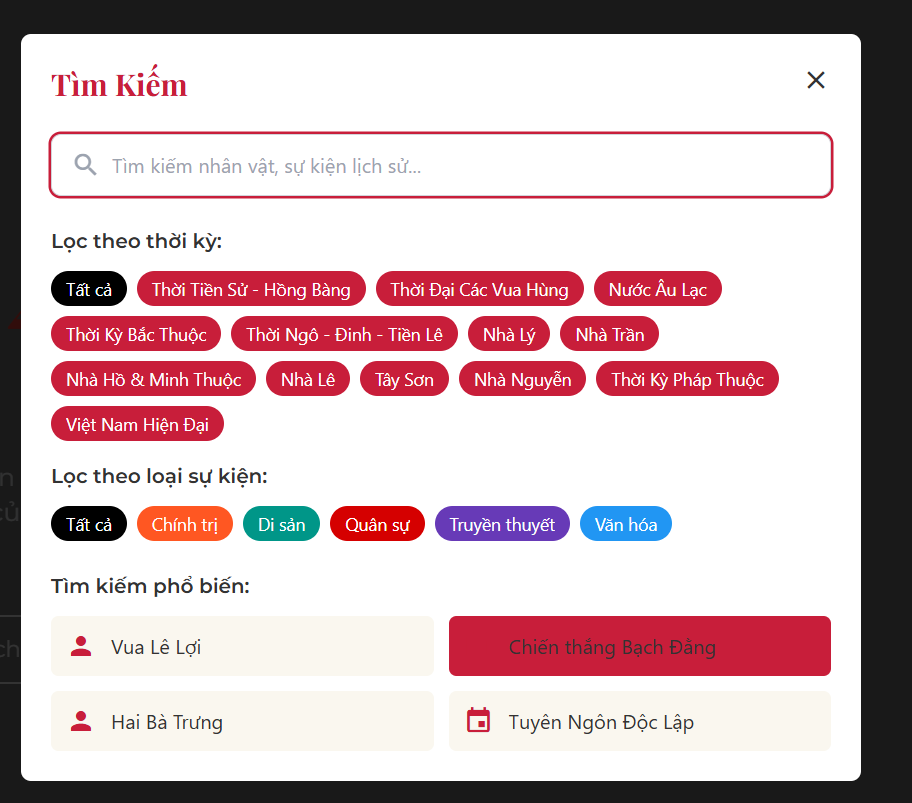 Tìm Kiếm
Tìm kiếm nhân vật, sự kiện lịch sử...
Lọc theo thời kỳ:
Tất cả Thời Tiền Sử - Hồng Bàng Thời Đại Các Vua Hùng Nước Âu Lạc
Thời Kỳ Bắc Thuộc Thời Ngô - Đinh - Tiền Lê Nhà Lý Nhà Trần
Nhà Hồ & Minh Thuộc Nhà Lê Tây Sơn Nhà Nguyễn Thời Kỳ Pháp Thuộc
Việt Nam Hiện Đại
Lọc theo loại sự kiện:
Tất cả Chính trị Di sản Quân sự Truyền thuyết Văn hóa
Tìm kiếm phổ biến:
Vua Lê Lợi Chiến thắng Bạch Đằng
Hai Bà Trưng Tuyên Ngôn Độc Lập